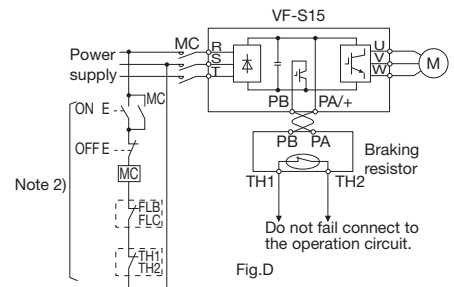 VF-S15
MC
R
S
T
Power
supply
U
V
W
M
PB
PA/+
ON E
MC
OFF E
MC
Note 2)
FLB
FLC
TH1
TH2
PB PA
Braking
resistor
TH1
TH2
Do not fail connect to
the operation circuit.
Fig.D